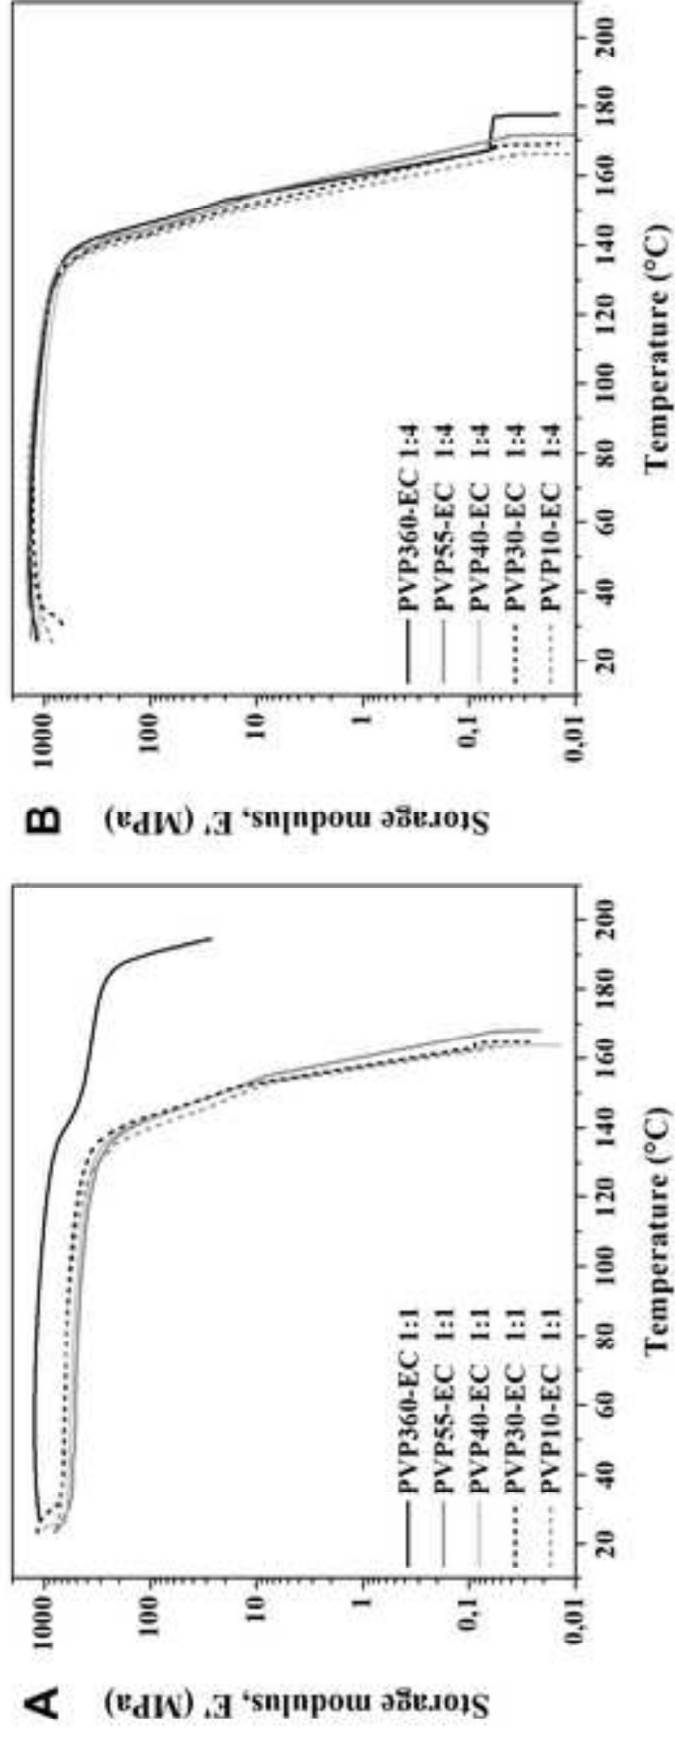 A
Storage modulus, E' (MPa)
1000
100
10
1
0,1
0,01
PVP360-EC 1:1
PVP55-EC 1:1
PVP40-EC 1:1
PVP30-EC 1:1
PVP10-EC 1:1
20 40 60 80 100 120 140 160 180 200
Temperature (°C)
B
Storage modulus, E' (MPa)
1000
100
10
1
0,1
0,01
PVP360-EC 1:4
PVP55-EC 1:4
PVP40-EC 1:4
PVP30-EC 1:4
PVP10-EC 1:4
20 40 60 80 100 120 140 160 180 200
Temperature (°C)